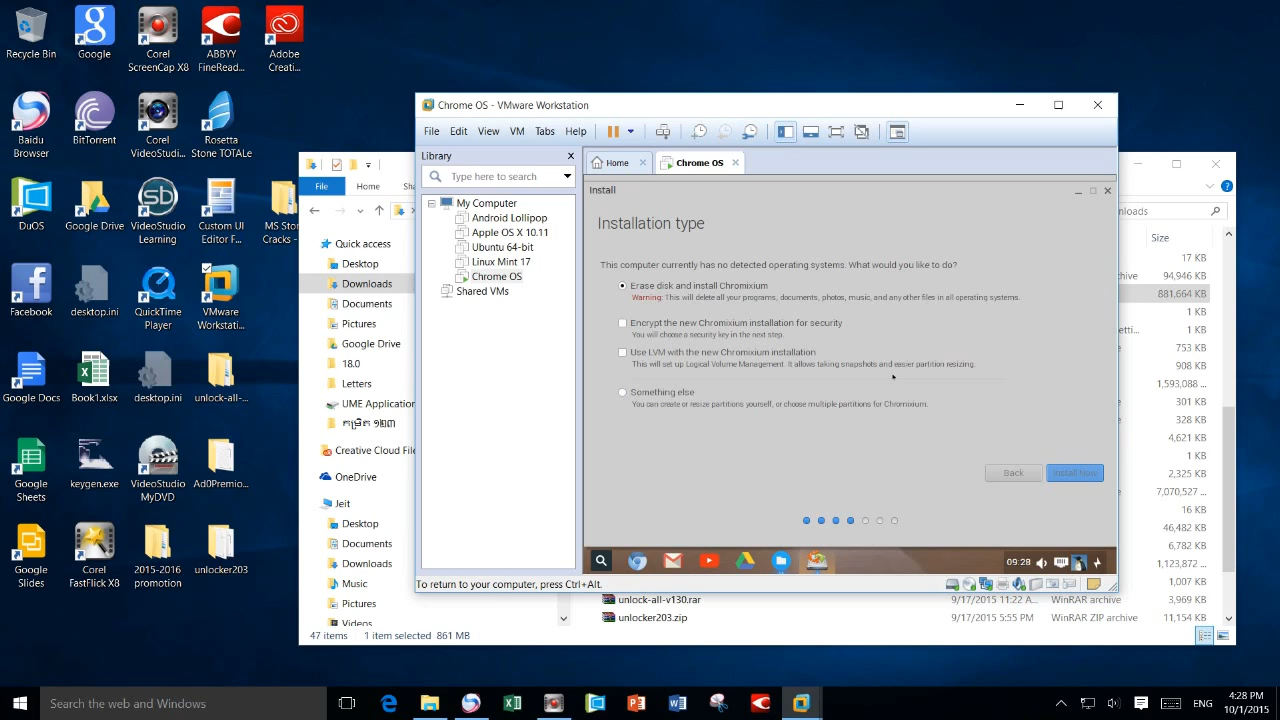 Recycle Bin
Google
Corel ScreenCap X8
ABBYY FineRead...
Adobe Creati...
Baidu Browser
BitTorrent
Corel VideoStudi...
Rosetta Stone TOTALe
DuOS
Google Drive
VideoStudio Learning
Custom UI Editor F...
MS Stor
Cracks -
Facebook
desktop.ini
QuickTime Player
VMware Workstati...
Google Docs
Book1.xlsx
desktop.ini
unlock-all-...
Google Sheets
keygen.exe
VideoStudio MyDVD
Ad0Premio...
Google Slides
Corel FastFlick X8
2015-2016 promotion
unlocker203
File
Home
Sha
Quick access
Desktop
Downloads
Documents
Pictures
Google Drive
18.0
Letters
UME Application
កម្រិត ១២៣
Creative Cloud File
OneDrive
Jeit
Desktop
Documents
Downloads
Music
Pictures
Videos
47 items
1 item selected 861 MB
Chrome OS - VMware Workstation
File Edit View VM Tabs Help
Library
Type here to search
My Computer
Android Lollipop
Apple OS X 10.11
Ubuntu 64-bit
Linux Mint 17
Chrome OS
Shared VMs
Home
Chrome OS
Install
Installation type
This computer currently has no detected operating systems. What would you like to do?
Erase disk and install Chromixium
Warning: This will delete all your programs, documents, photos, music, and any other files in all operating systems.
Encrypt the new Chromixium installation for security
You will choose a security key in the next step.
Use LVM with the new Chromixium installation
This will set up Logical Volume Management. It allows taking snapshots and easier partition resizing.
Something else
You can create or resize partitions yourself, or choose multiple partitions for Chromixium.
Back
Install Now
09:28
To return to your computer, press Ctrl+Alt.
nloads
Size
17 KB
archive 94,946 KB
881,664 KB
1 KB
etti... 1 KB
753 KB
908 KB
1,593,088 ...
301 KB
328 KB
4,621 KB
1 KB
2,325 KB
7,070,527 ...
16 KB
46,482 KB
6,782 KB
1,123,872 ...
1,007 KB
unlock-all-v130.rar 9/17/2015 11:22 A... WinRAR archive 3,969 KB
unlocker203.zip 9/17/2015 5:55 PM WinRAR ZIP archive 11,154 KB
Search the web and Windows
ENG
4:28 PM
10/1/2015